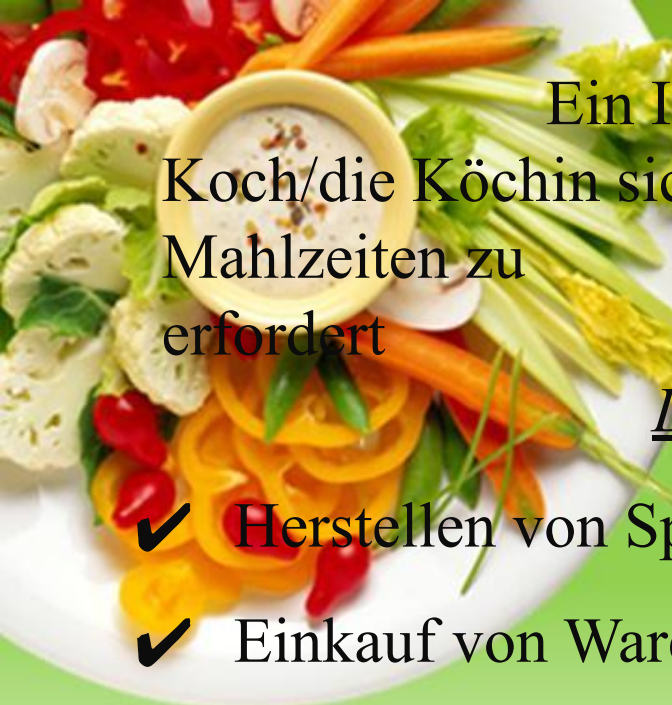 Ein
Koch/die Köchin
Mahlzeiten zu
erfordert
✔ Herstellen von
✔ Einkauf von